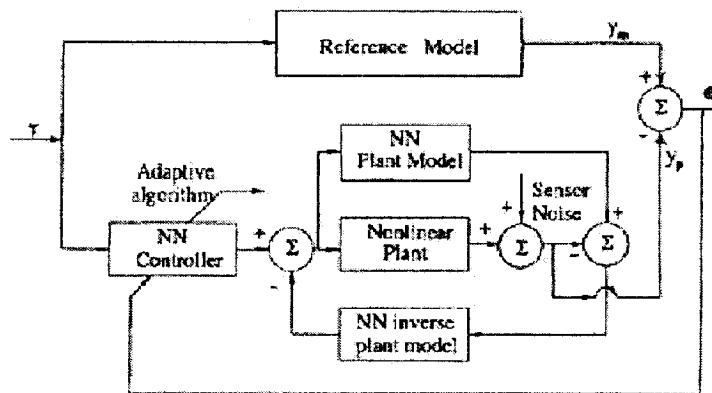 y_m
Reference Model
+
Σ
e
-
r
NN
Plant Model
y_p
Adaptive
algorithm
Sensor
Noise
+
+
+
+
NN
Controller
Σ
Nonlinear
Plant
Σ
-
Σ
-
NN inverse
plant model